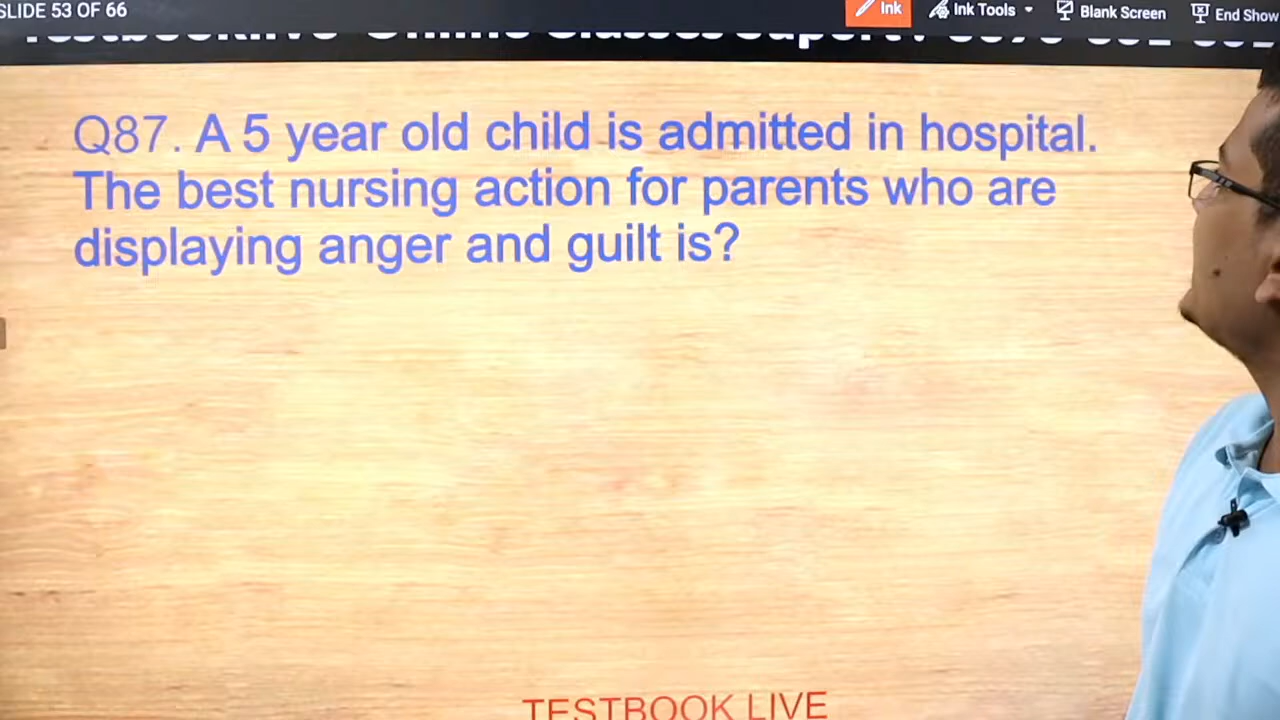 SLIDE 53 OF 66
Ink
Ink Tools
Blank Screen
End Show
Q87. A 5 year old child is admitted in hospital.
The best nursing action for parents who are
displaying anger and guilt is?
TESTBOOK LIVE